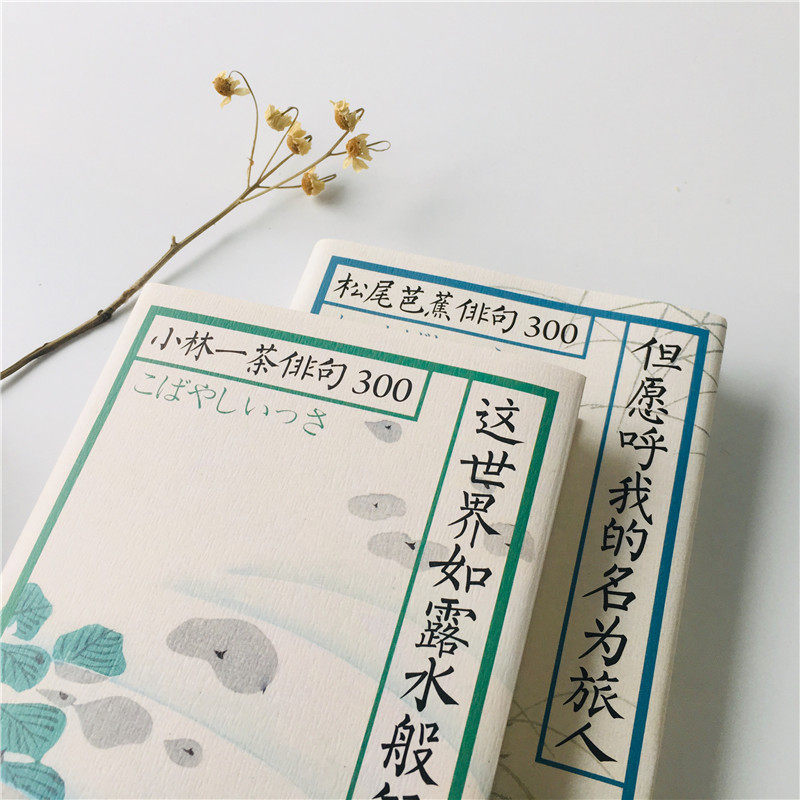 松尾芭蕉俳句300
但愿呼我的名为旅人
小林一茶俳句300
こばやしいっさ
这世界如露水般